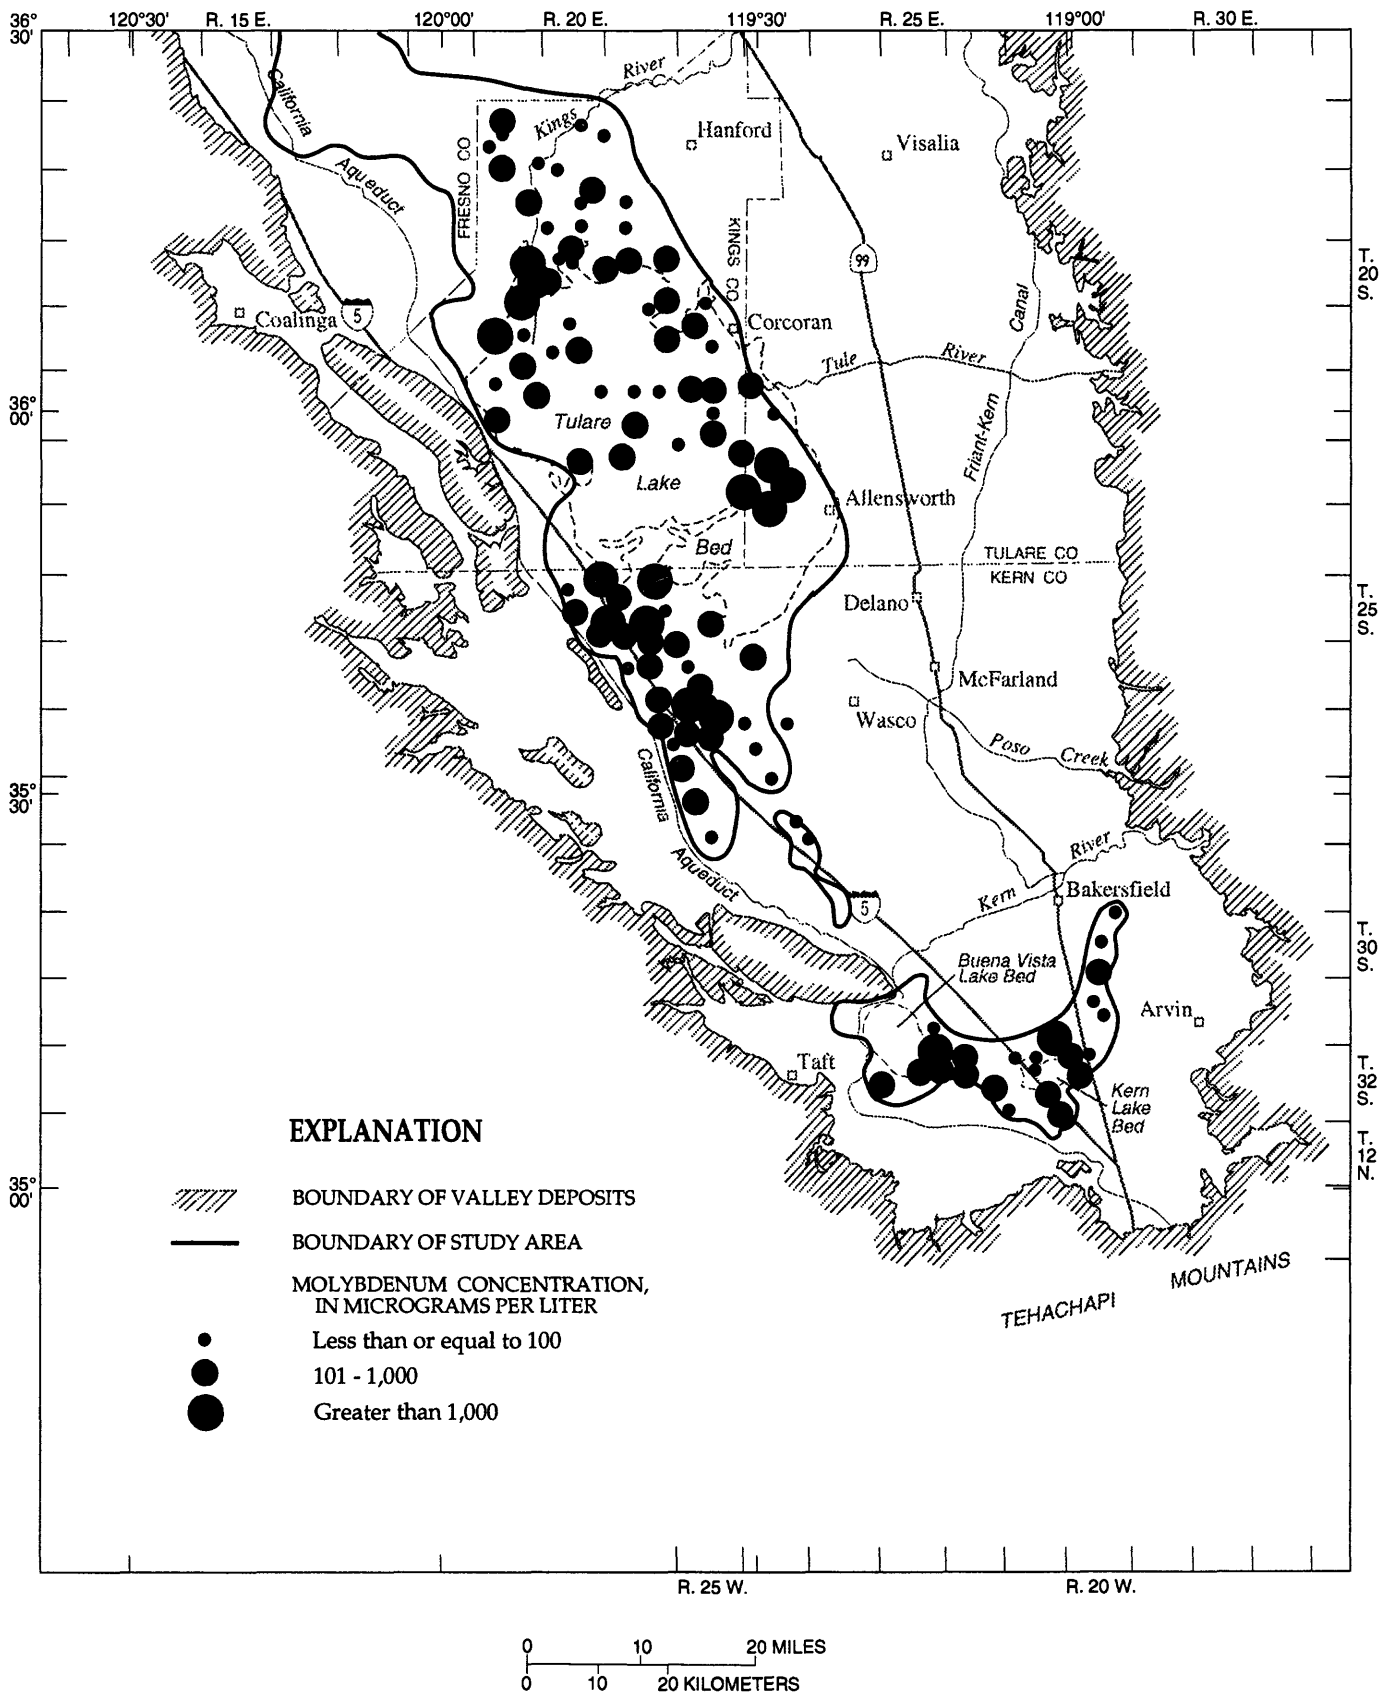 36°
30'
120°30'
R. 15 E.
120°00'
R. 20 E.
119°30'
R. 25 E.
119°00'
R. 30 E.
California
Aqueduct
River
Kings
Hanford
Visalia
FRESNO CO
KINGS CO
99
T.
20
S.
Coalinga
5
Corcoran
Canal
Tule
River
36°
00'
Tulare
Friant-Kern
Lake
Allensworth
Bed
TULARE CO
KERN CO
Delano
T.
25
S.
McFarland
Wasco
Poso
Creek
35°
30'
California
Aqueduct
River
Kern
Bakersfield
5
T.
30
S.
Buena Vista
Lake Bed
Arvin
Taft
T.
32
S.
Kern
Lake
Bed
T.
12
N.
35°
00'
EXPLANATION
BOUNDARY OF VALLEY DEPOSITS
BOUNDARY OF STUDY AREA
MOLYBDENUM CONCENTRATION,
IN MICROGRAMS PER LITER
Less than or equal to 100
101 - 1,000
Greater than 1,000
TEHACHAPI MOUNTAINS
R. 25 W.
R. 20 W.
0 10 20 MILES
0 10 20 KILOMETERS